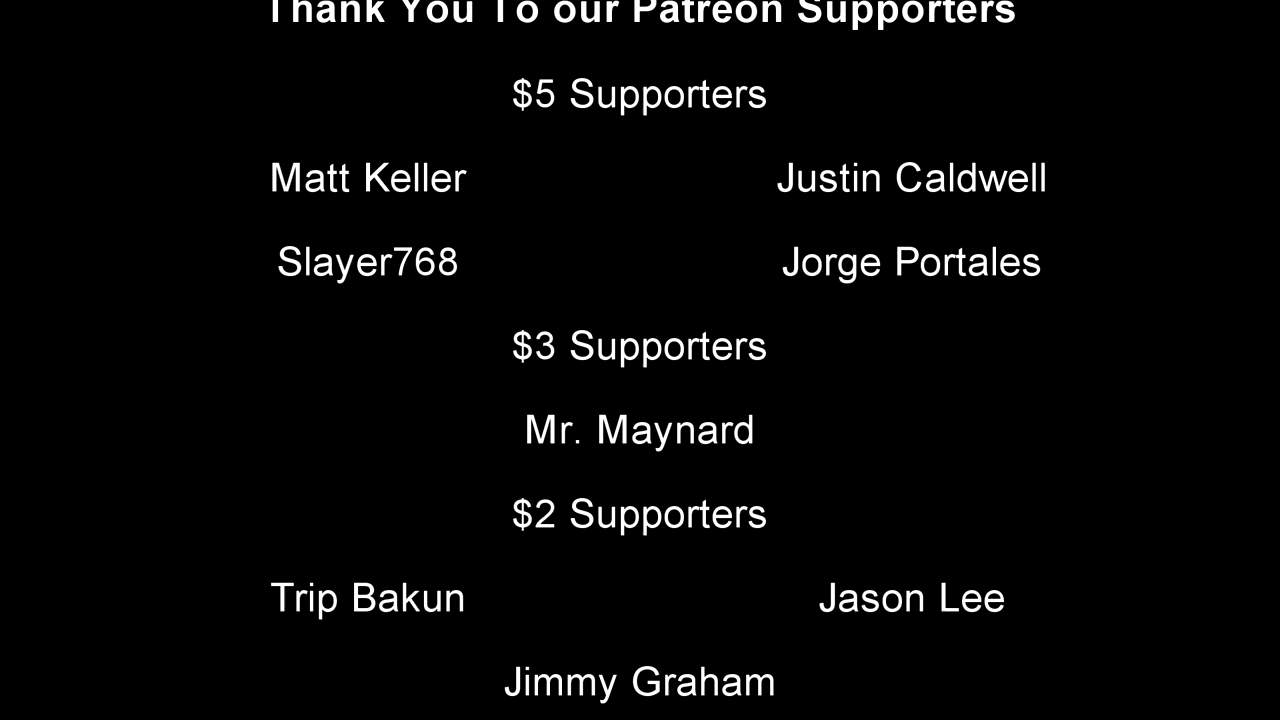 Thank You To our Patreon Supporters
$5 Supporters
Matt Keller Justin Caldwell
Slayer768 Jorge Portales
$3 Supporters
Mr. Maynard
$2 Supporters
Trip Bakun Jason Lee
Jimmy Graham